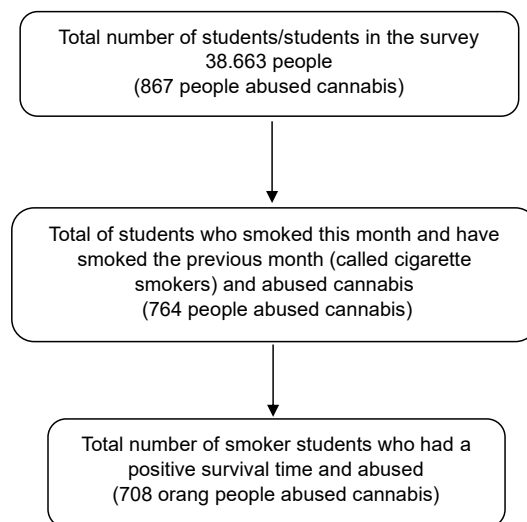 Total number of students/students in the survey
38.663 people
(867 people abused cannabis)
Total of students who smoked this month and have
smoked the previous month (called cigarette
smokers) and abused cannabis
(764 people abused cannabis)
Total number of smoker students who had a
positive survival time and abused
(708 orang people abused cannabis)